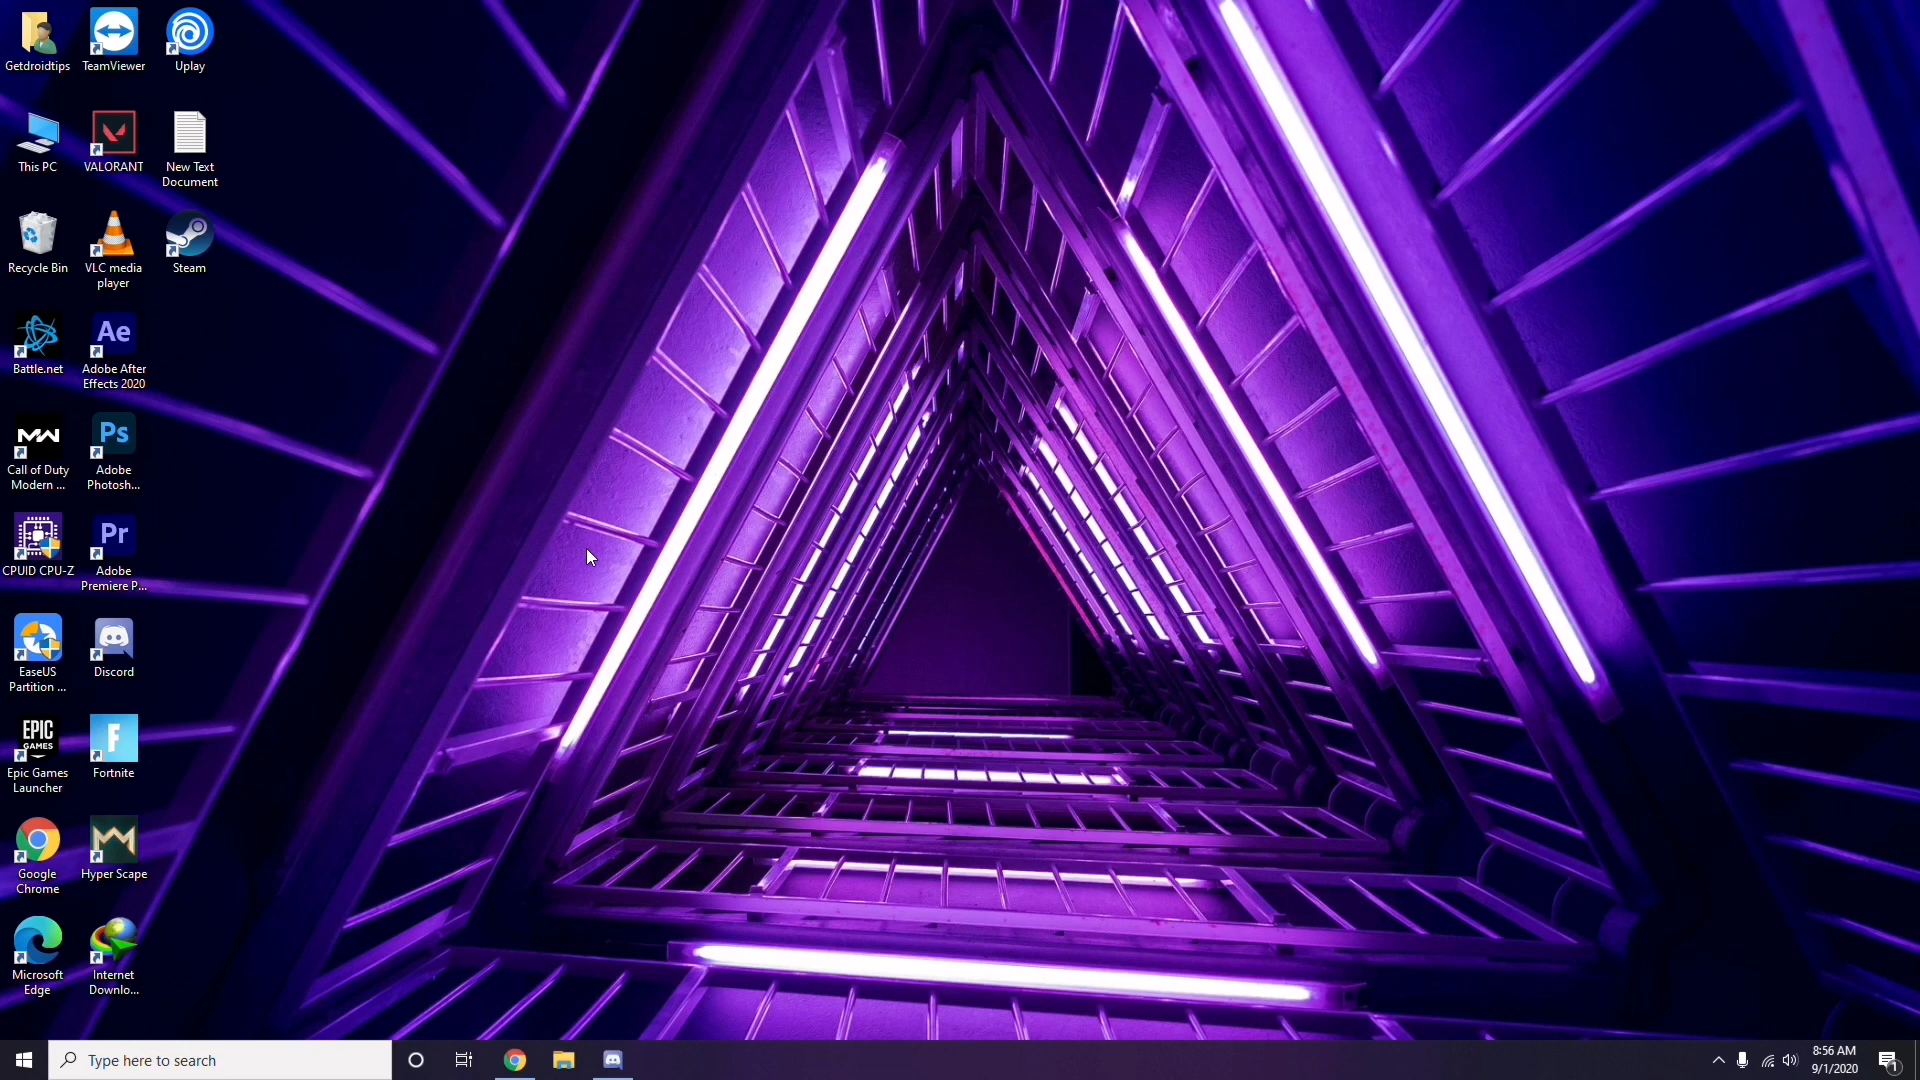 Getdroidtips
TeamViewer
Uplay
This PC
VALORANT
New Text
Document
Recycle Bin
VLC media
player
Steam
Battle.net
Ae
Adobe After
Effects 2020
MW
Call of Duty
Modern ...
Ps
Adobe
Photosh...
CPUID CPU-Z
Pr
Adobe
Premiere P...
EaseUS
Partition ...
Discord
EPIC
GAMES
Epic Games
Launcher
F
Fortnite
Google
Chrome
Hyper Scape
Microsoft
Edge
Internet
Downlo...
Type here to search
8:56 AM
9/1/2020
1